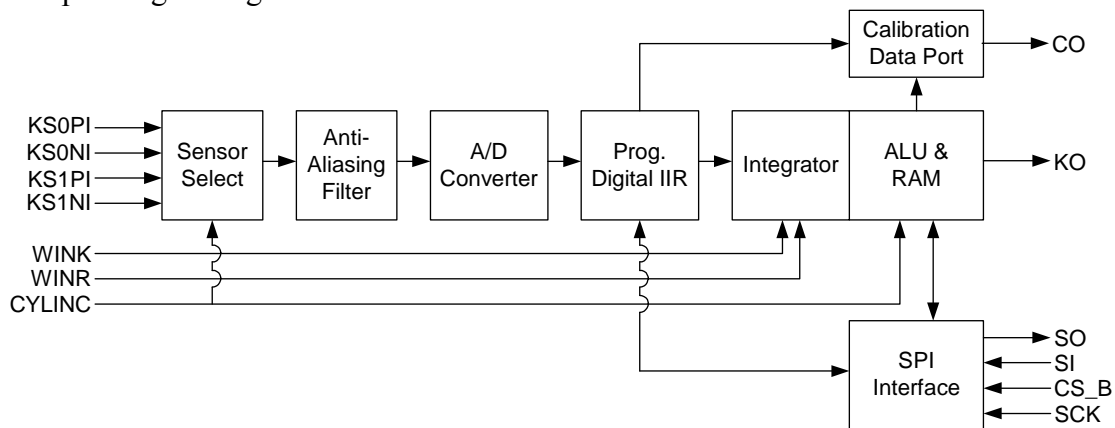 Calibration
Data Port
CO
KS0PI
KS0NI
KS1PI
KS1NI
Sensor
Select
Anti-
Aliasing
Filter
A/D
Converter
Prog.
Digital IIR
Integrator
ALU &
RAM
KO
WINK
WINR
CYLINC
SPI
Interface
SO
SI
CS_B
SCK